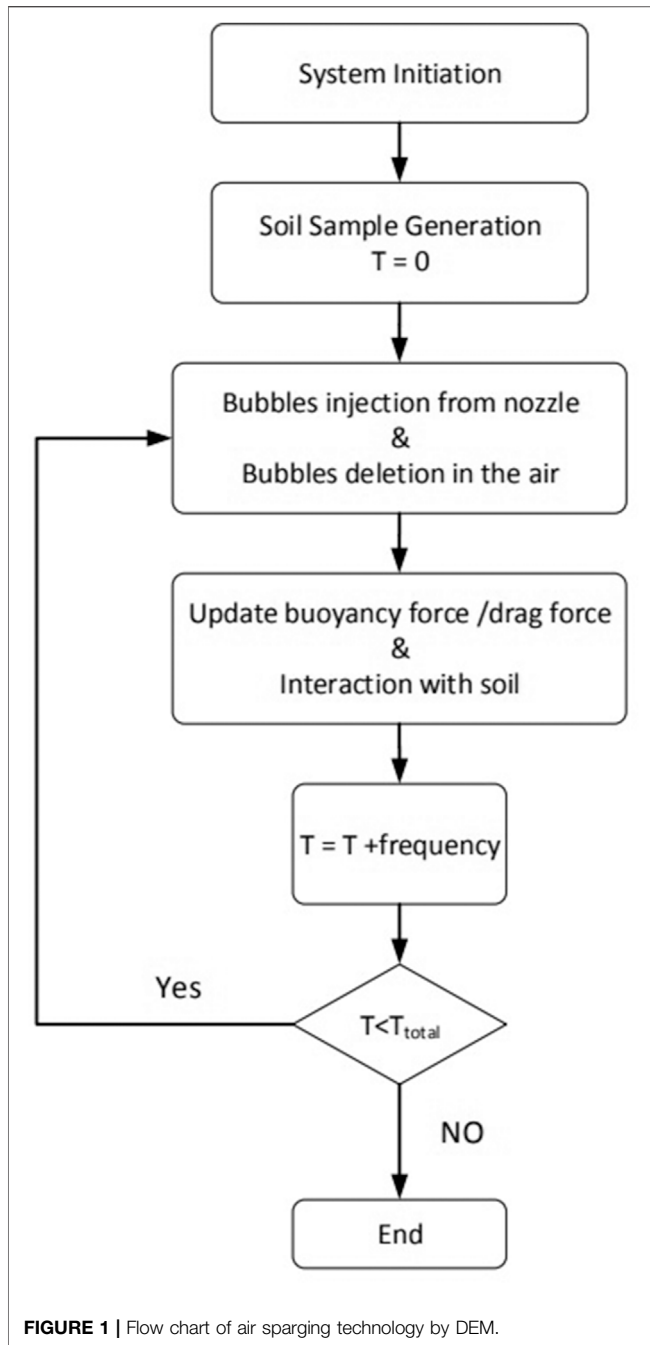 System Initiation
Soil Sample Generation
T = 0
Bubbles injection from nozzle
&
Bubbles deletion in the air
Update buoyancy force /drag force
&
Interaction with soil
T = T +frequency
Yes
T<Ttotal
NO
End
FIGURE 1 | Flow chart of air sparging technology by DEM.